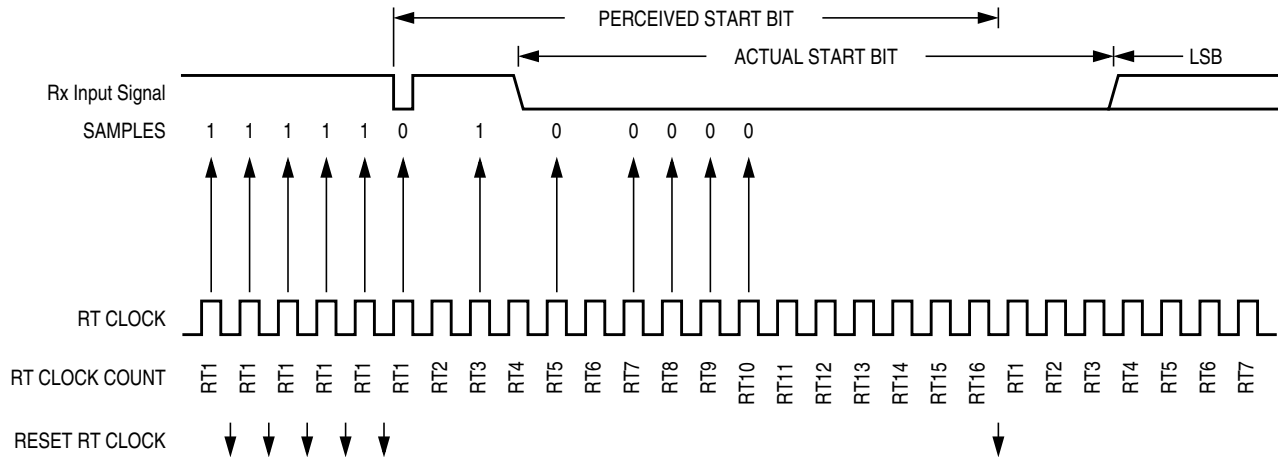 PERCEIVED START BIT
ACTUAL START BIT
LSB
Rx Input Signal
SAMPLES 1 1 1 1 1 0 1 0 0 0 0 0
RT CLOCK
RT CLOCK COUNT RT1 RT1 RT1 RT1 RT1 RT1 RT2 RT3 RT4 RT5 RT6 RT7 RT8 RT9 RT10 RT11 RT12 RT13 RT14 RT15 RT16 RT1 RT2 RT3 RT4 RT5 RT6 RT7
RESET RT CLOCK